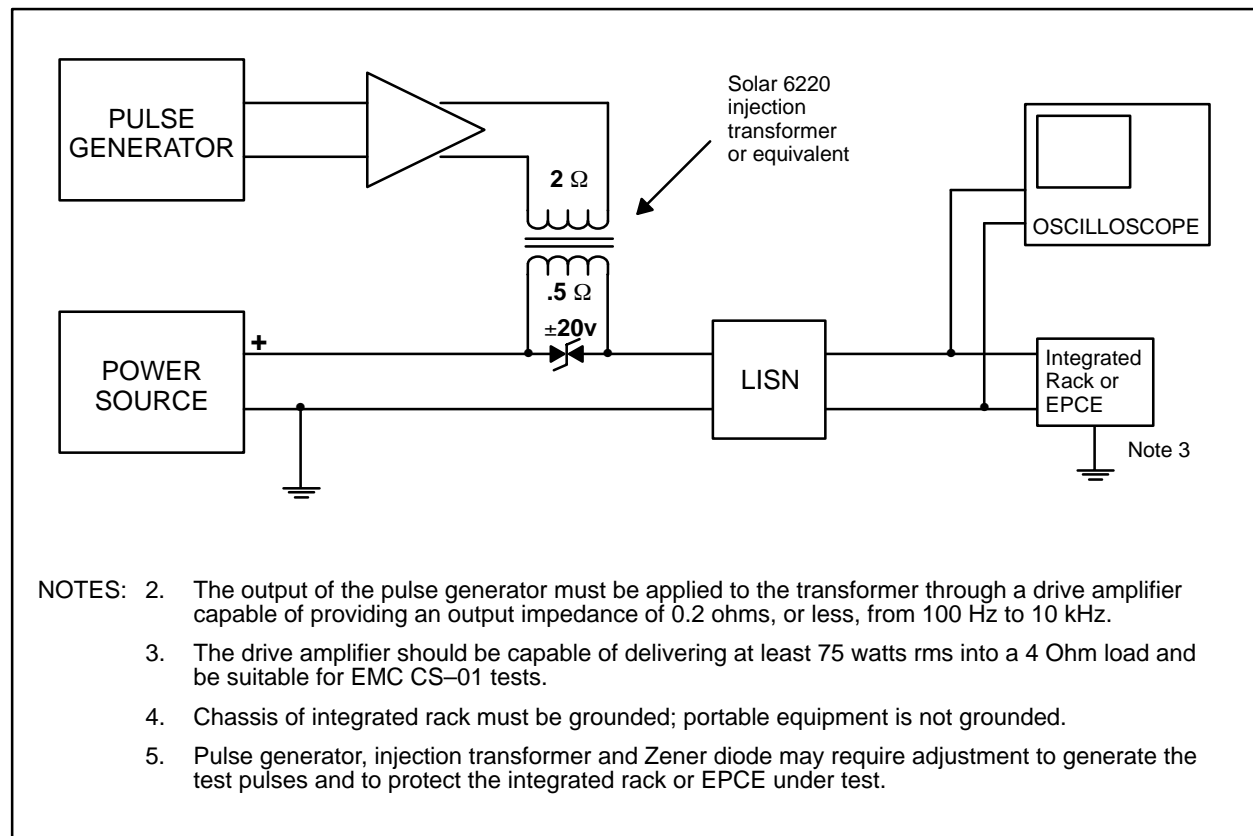 PULSE
GENERATOR
Solar 6220
injection
transformer
or equivalent
2 Ω
OSCILLOSCOPE
.5 Ω
±20v
+
POWER
SOURCE
LISN
Integrated
Rack or
EPCE
Note 3
NOTES: 2. The output of the pulse generator must be applied to the transformer through a drive amplifier
capable of providing an output impedance of 0.2 ohms, or less, from 100 Hz to 10 kHz.
3. The drive amplifier should be capable of delivering at least 75 watts rms into a 4 Ohm load and
be suitable for EMC CS–01 tests.
4. Chassis of integrated rack must be grounded; portable equipment is not grounded.
5. Pulse generator, injection transformer and Zener diode may require adjustment to generate the
test pulses and to protect the integrated rack or EPCE under test.